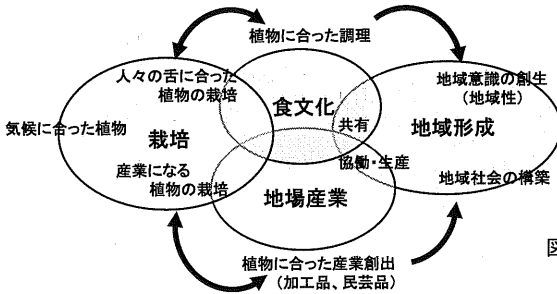 植物に合った調理
人々の舌に合った
植物の栽培
地域意識の創生
（地域性）
食文化
気候に合った植物
栽培
共有
地域形成
協働・生産
産業になる
植物の栽培
地域社会の構築
地場産業
植物に合った産業創出
（加工品、民芸品）
図